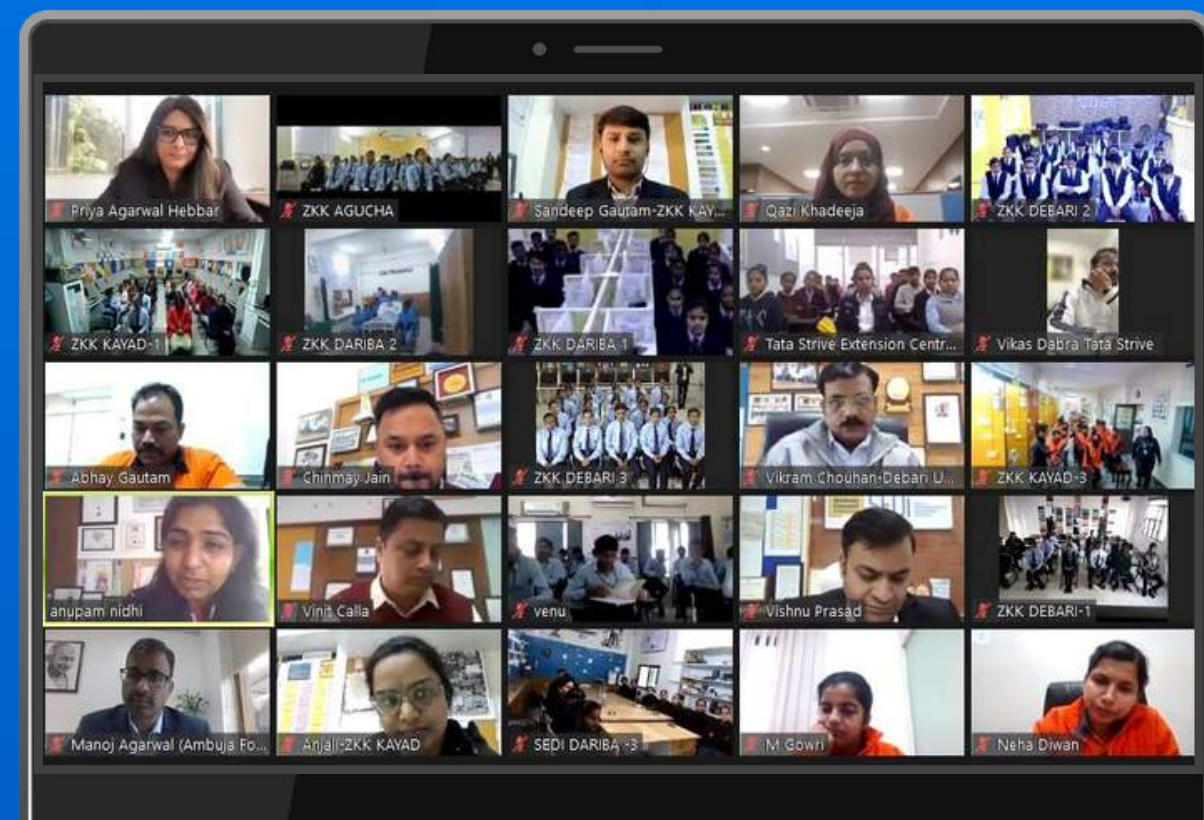 Priya Agarwal Hebbar
ZKK AGUCHA
Sandeep Gautam-ZKK KAY...
Qazi Khadeeja
ZKK DEBARI 2
ZKK KAYAD-1
ZKK DARIBA 2
ZKK DARIBA 1
Tata Strive Extension Centr...
Vikas Dabra Tata Strive
Abhay Gautam
Chinmay Jain
ZKK DEBARI 3
Vikram Chouhan-Debari U...
ZKK KAYAD-3
anupam nidhi
Vinit Calla
venu
Vishnu Prasad
ZKK DEBARI-1
Manoj Agarwal (Ambuja Fo...
Anjali-ZKK KAYAD
SEDI DARIBA -3
M Gowri
Neha Diwan